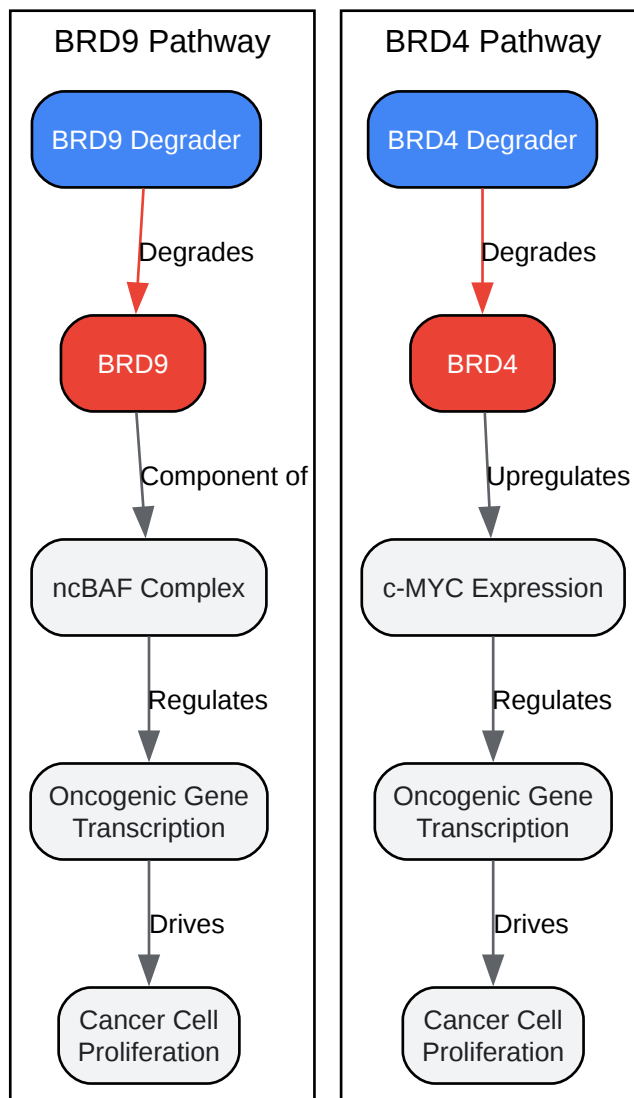 BRD9 Pathway
BRD9 Degrader
Degrades
BRD9
Component of
ncBAF Complex
Regulates
Oncogenic Gene
Transcription
Drives
Cancer Cell
Proliferation
BRD4 Pathway
BRD4 Degrader
Degrades
BRD4
Upregulates
c-MYC Expression
Regulates
Oncogenic Gene
Transcription
Drives
Cancer Cell
Proliferation